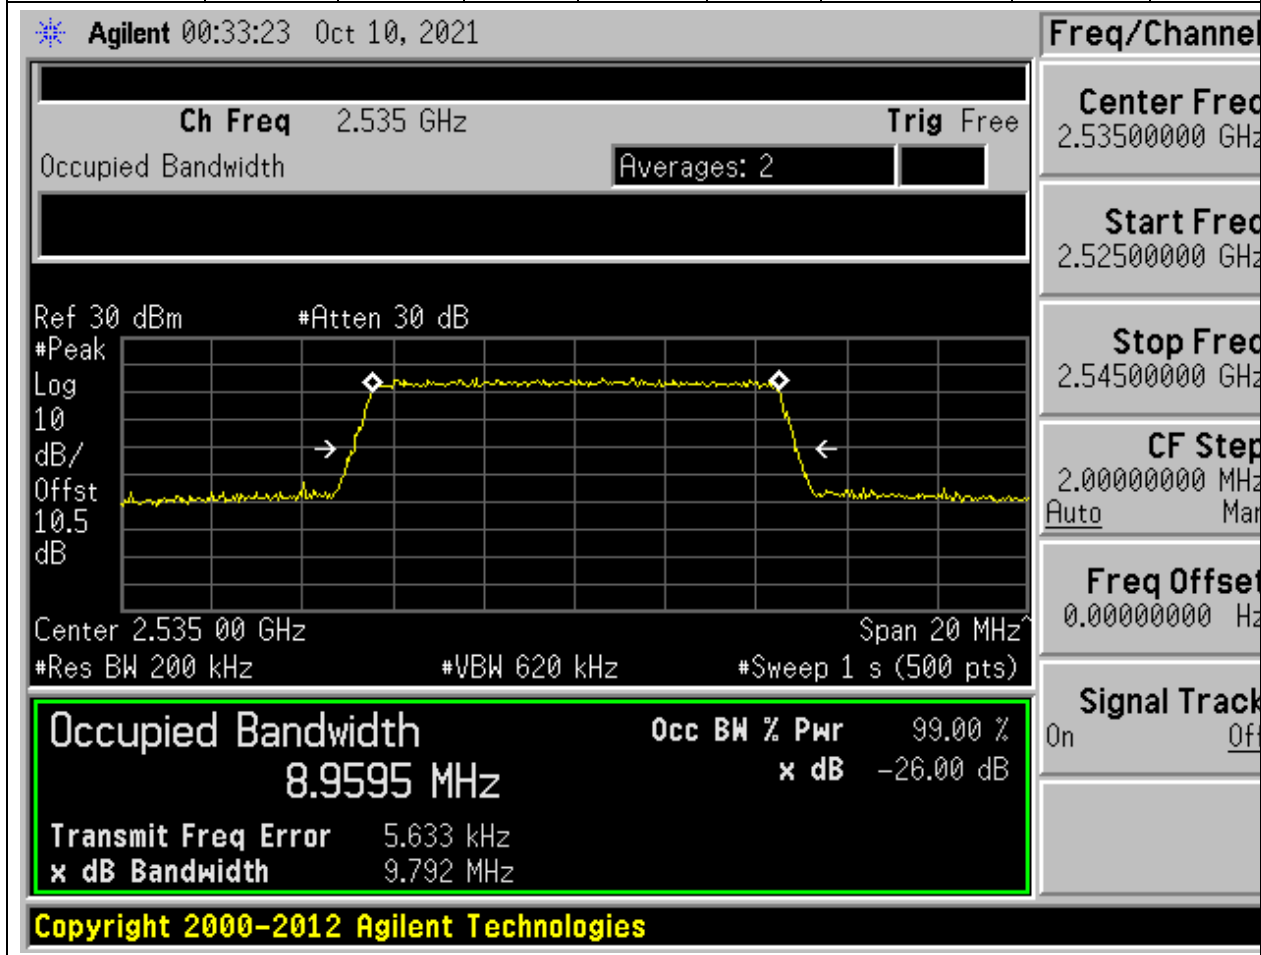 Agilent 00:33:23 Oct 10, 2021
Freq/Channel
Ch Freq 2.535 GHz Trig Free
Occupied Bandwidth Averages: 2
Center Freq
2.53500000 GHz
Start Freq
2.52500000 GHz
Stop Freq
2.54500000 GHz
CF Step
2.00000000 MHz
Auto Man
Freq Offset
0.00000000 Hz
Signal Track
On Off
Ref 30 dBm #Atten 30 dB
#Peak
Log
10
dB/
Offst
10.5
dB
Center 2.535 00 GHz Span 20 MHz^
#Res BW 200 kHz #VBW 620 kHz #Sweep 1 s (500 pts)
Occupied Bandwidth Occ BW % Pwr 99.00 %
8.9595 MHz x dB -26.00 dB
Transmit Freq Error 5.633 kHz
x dB Bandwidth 9.792 MHz
Copyright 2000-2012 Agilent Technologies